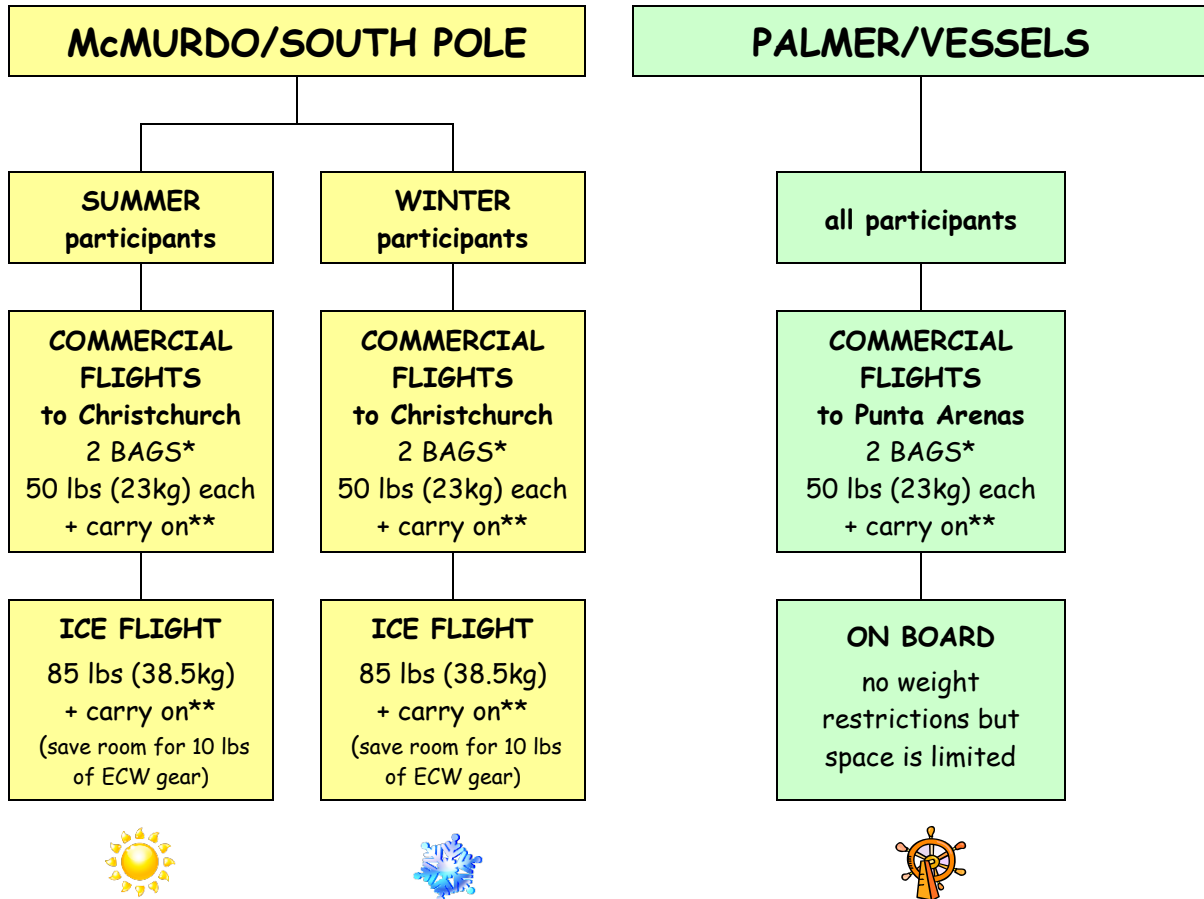 McMURDO/SOUTH POLE
SUMMER
participants
COMMERCIAL
FLIGHTS
to Christchurch
2 BAGS*
50 lbs (23kg) each
+ carry on**
ICE FLIGHT
85 lbs (38.5kg)
+ carry on**
(save room for 10 lbs
of ECW gear)
WINTER
participants
COMMERCIAL
FLIGHTS
to Christchurch
2 BAGS*
50 lbs (23kg) each
+ carry on**
ICE FLIGHT
85 lbs (38.5kg)
+ carry on**
(save room for 10 lbs
of ECW gear)
PALMER/VESSELS
all participants
COMMERCIAL
FLIGHTS
to Punta Arenas
2 BAGS*
50 lbs (23kg) each
+ carry on**
ON BOARD
no weight
restrictions but
space is limited